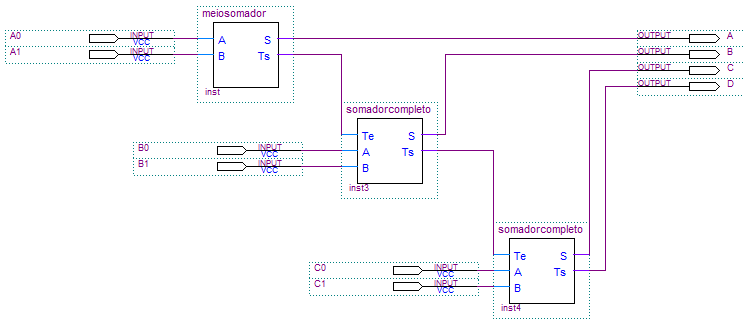 meiosomador
A0 INPUT VCC A S OUTPUT A
A1 INPUT VCC B Ts OUTPUT B
OUTPUT C
OUTPUT D
inst
somadorcompleto
Te S
B0 INPUT VCC A Ts
B1 INPUT VCC B
inst3
somadorcompleto
Te S
C0 INPUT VCC A Ts
C1 INPUT VCC B
inst4